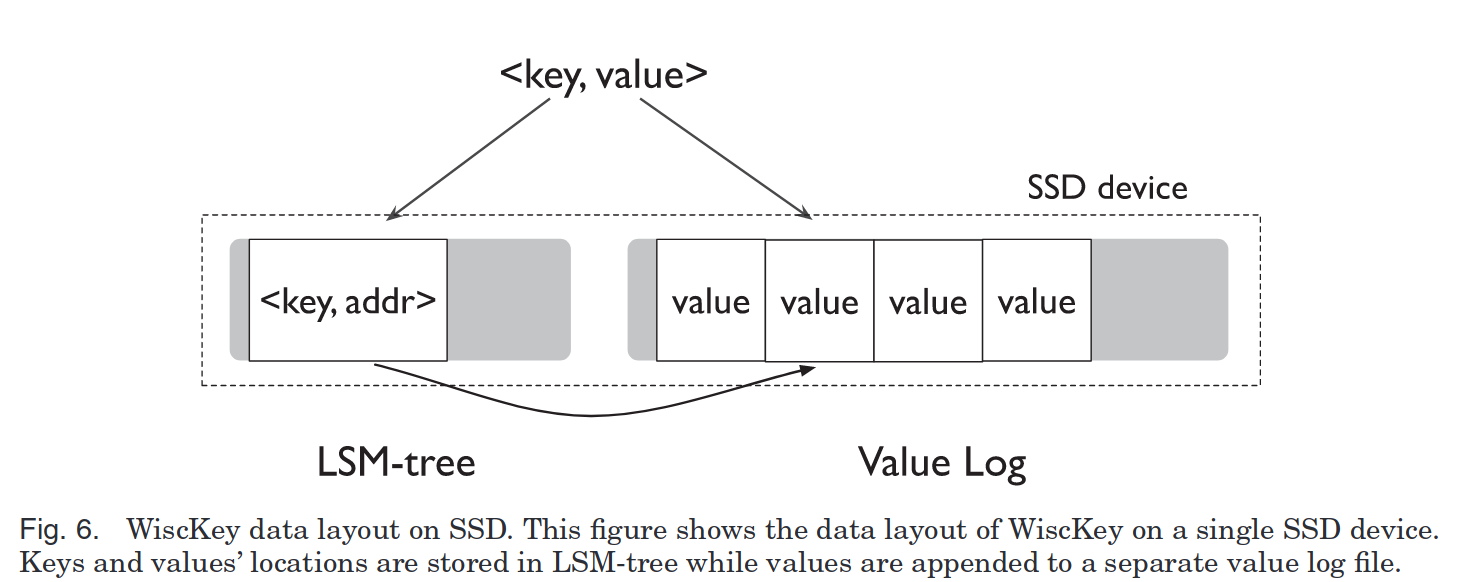 <key, value>
SSD device
<key, addr>
value
value
value
value
LSM-tree
Value Log
Fig. 6. WiscKey data layout on SSD. This figure shows the data layout of WiscKey on a single SSD device.
Keys and values’ locations are stored in LSM-tree while values are appended to a separate value log file.